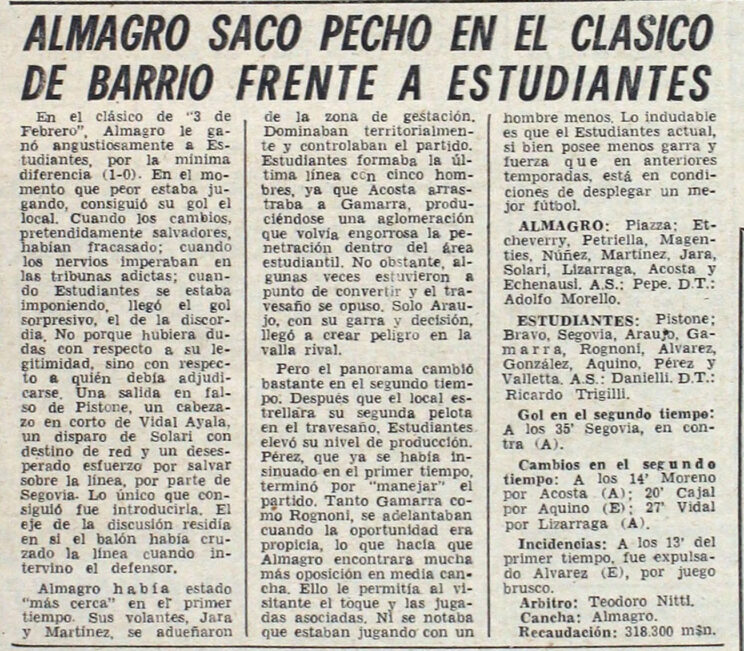 ALMAGRO SACO PECHO EN EL CLASICO
DE BARRIO FRENTE A ESTUDIANTES
En el clásico de "3 de
Febrero", Almagro le ga-
nó angustiosamente a Es-
tudiantes, por la mínima
diferencia (1-0). En el mo-
mento que peor estaba ju-
gando, consiguió su gol el
local. Cuando los cambios,
pretendidamente salvadores,
habían fracasado; cuando
los nervios imperaban en
las tribunas adictas; cuan-
do Estudiantes se estaba
imponiendo, llegó el gol
sorpresivo, el de la discor-
dia. No porque hubiera du-
das con respecto a su le-
gitimidad, sino con respec-
to a quién debía adjudi-
carse. Una salida en fal-
so de Pistone, un cabeza-
zo en corto de Vidal Ayala,
un disparo de Solari con
destino de red y un deses-
perado esfuerzo por salvar
sobre la línea, por parte de
Segovia. Lo único que con-
siguió fue introducirla. El
eje de la discusión residía
en si el balón había cru-
zado la línea cuando in-
tervino el defensor.
Almagro había estado
"más cerca" en el primer
tiempo. Sus volantes, Jara
y Martínez, se adueñaron
de la zona de gestación.
Dominaban territorialmen-
te y controlaban el partido.
Estudiantes formaba la úl-
tima línea con cinco hom-
bres, ya que Acosta arras-
traba a Gamarra, produ-
ciéndose una aglomeración
que volvía engorrosa la pe-
netración dentro del área
estudiantil. No obstante, al-
gunas veces estuvieron a
punto de convertir y el tra-
vesaño se opuso. Solo Arau-
jo, con su garra y decisión,
llegó a crear peligro en la
valla rival.
Pero el panorama cambió
bastante en el segundo tiem-
po. Después que el local es-
trellara su segunda pelota
en el travesaño, Estudiantes
elevó su nivel de producción.
Pérez, que ya se había in-
sinuado en el primer tiempo,
terminó por "manejar" el
partido. Tanto Gamarra co-
mo Rognoni, se adelantaban
cuando la oportunidad era
propicia, lo que hacía que
Almagro encontrara mucha
más oposición en media can-
cha. Ello le permitía al vi-
sitante el toque y las juga-
das asociadas. Ni se notaba
que estaban jugando con un
hombre menos. Lo indudable
es que el Estudiantes actual,
si bien posee menos garra y
fuerza que en anteriores
temporadas, está en condi-
ciones de desplegar un me-
jor fútbol.
ALMAGRO: Piazza; Et-
checverry, Petriella, Magen-
ties, Núñez, Martínez, Jara,
Solari, Lizarraga, Acosta y
Echenausi. A.S.: Pepe. D.T.:
Adolfo Morello.
ESTUDIANTES: Pistone;
Bravo, Segovia, Araujo, Ga-
marra, Rognoni, Alvarez,
González, Aquino, Pérez y
Valletta. A.S.: Danielli. D.T.:
Ricardo Trigilli.
Gol en el segundo tiempo:
A los 35' Segovia, en con-
tra (A).
Cambios en el segundo
tiempo: A los 14' Moreno
por Acosta (A); 20' Cajal
por Aquino (E); 27' Vidal
por Lizarraga (A).
Incidencias: A los 13' del
primer tiempo, fue expulsa-
do Alvarez (E), por juego
brusco.
Arbitro: Teodoro Nitti.
Cancha: Almagro.
Recaudación: 318.300 m$n.